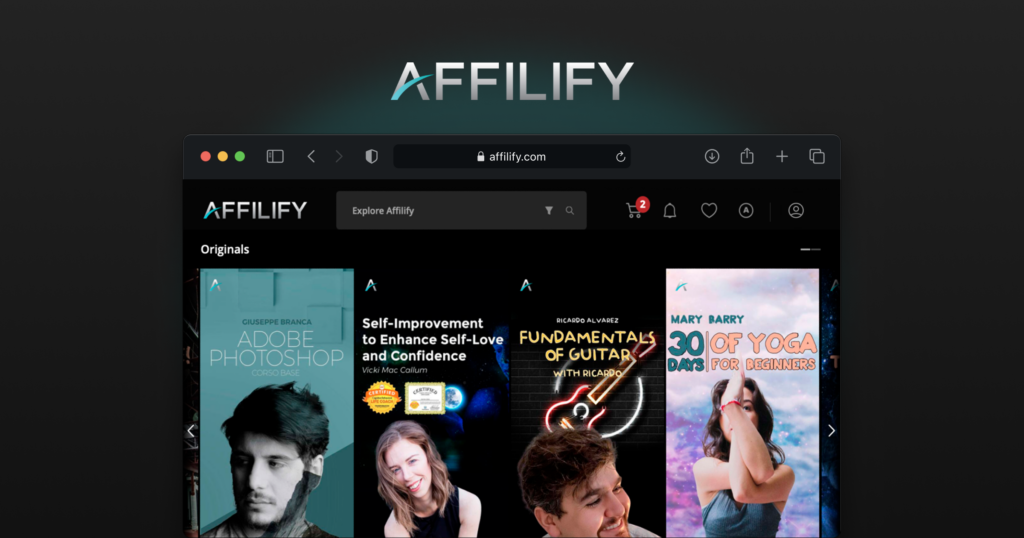 AFFILIFY
affilify.com
AFFILIFY
Explore Affilify
2
A
Originals
GIUSEPPE BRANCA
ADOBE
PHOTOSHOP
CORSO BASE
Self-Improvement
to Enhance Self-Love
and Confidence
Vicki Mac Callum
CERTIFIED
CERTIFIED
RICARDO ALVAREZ
FUNDAMENTALS
OF GUITAR
WITH RICARDO
MARY BARRY
30 DAYS
OF YOGA
FOR BEGINNERS